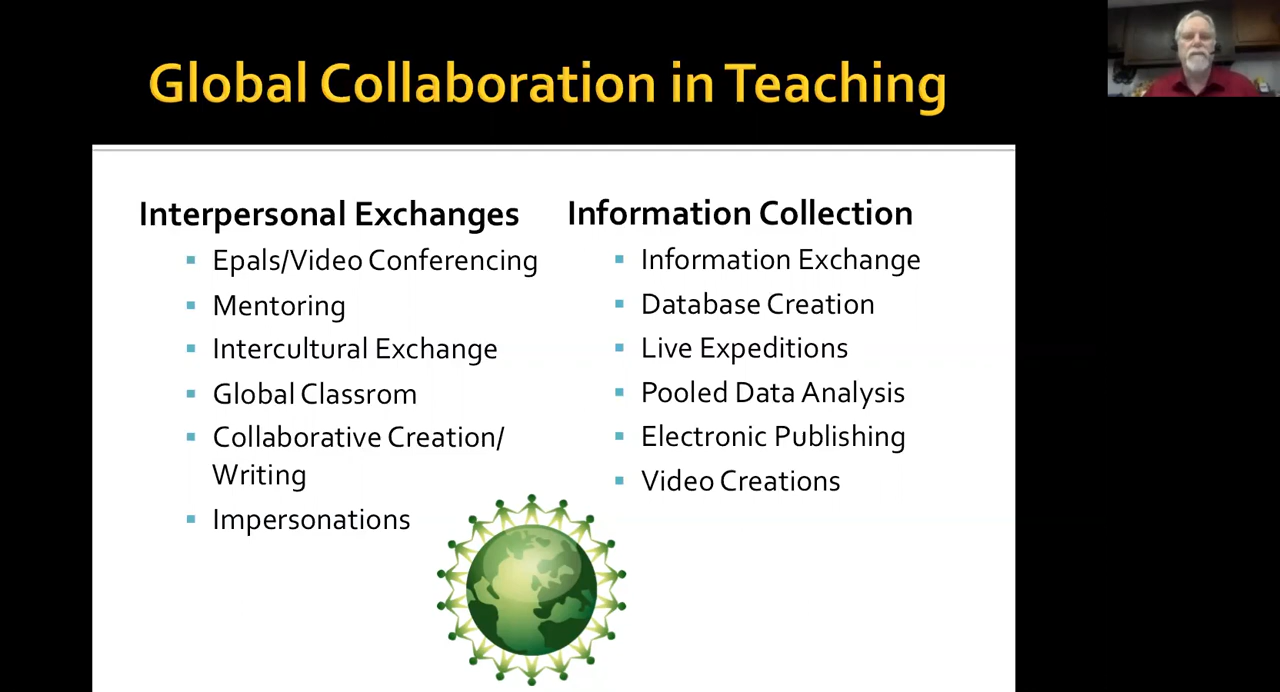 Global Collaboration in Teaching
Interpersonal Exchanges
Epals/Video Conferencing
Mentoring
Intercultural Exchange
Global Classrom
Collaborative Creation/
Writing
Impersonations
Information Collection
Information Exchange
Database Creation
Live Expeditions
Pooled Data Analysis
Electronic Publishing
Video Creations